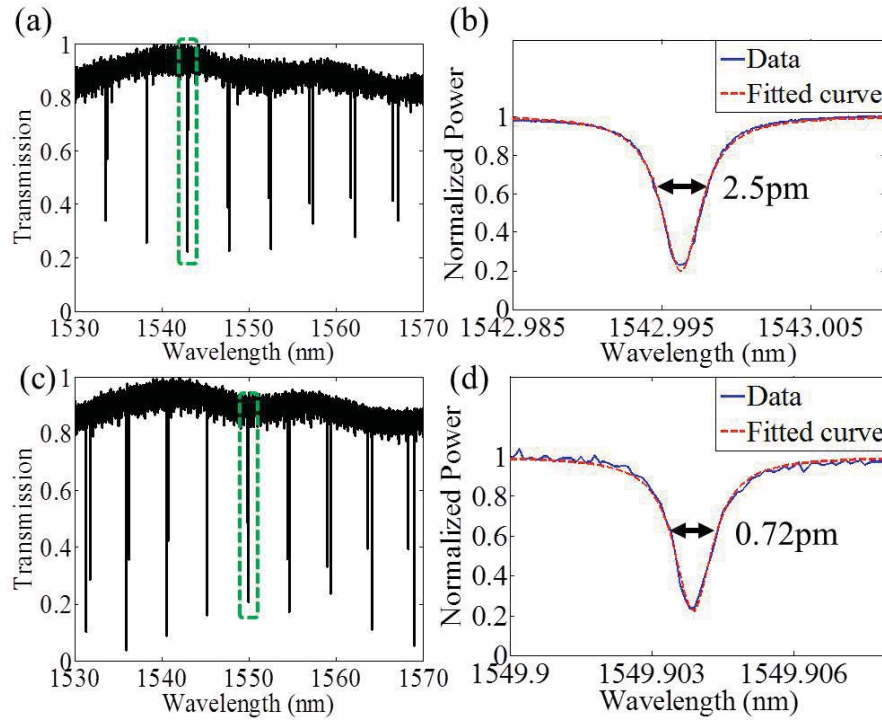 (a)
1
0.8
0.6
0.4
0.2
0
Transmission
1530 1540 1550 1560 1570
Wavelength (nm)
(b)
Data
Fitted curve
1
0.8
0.6
0.4
0.2
0
Normalized Power
2.5pm
1542.985 1542.995 1543.005
Wavelength (nm)
(c)
1
0.8
0.6
0.4
0.2
0
Transmission
1530 1540 1550 1560 1570
Wavelength (nm)
(d)
Data
Fitted curve
1
0.8
0.6
0.4
0.2
0
Normalized Power
0.72pm
1549.9 1549.903 1549.906
Wavelength (nm)